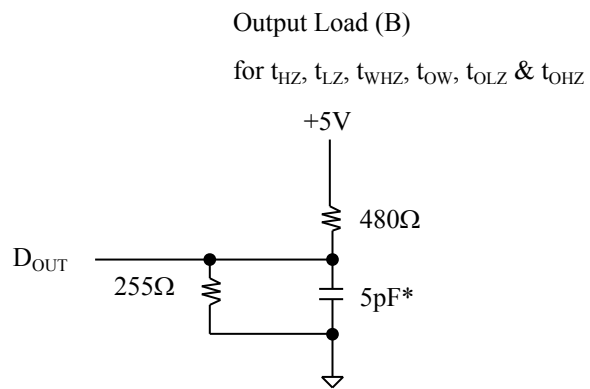 Output Load (B)
for tHZ, tLZ, tWHZ, tOW, tOLZ & tOHZ
+5V
480Ω
DOUT
255Ω
5pF*